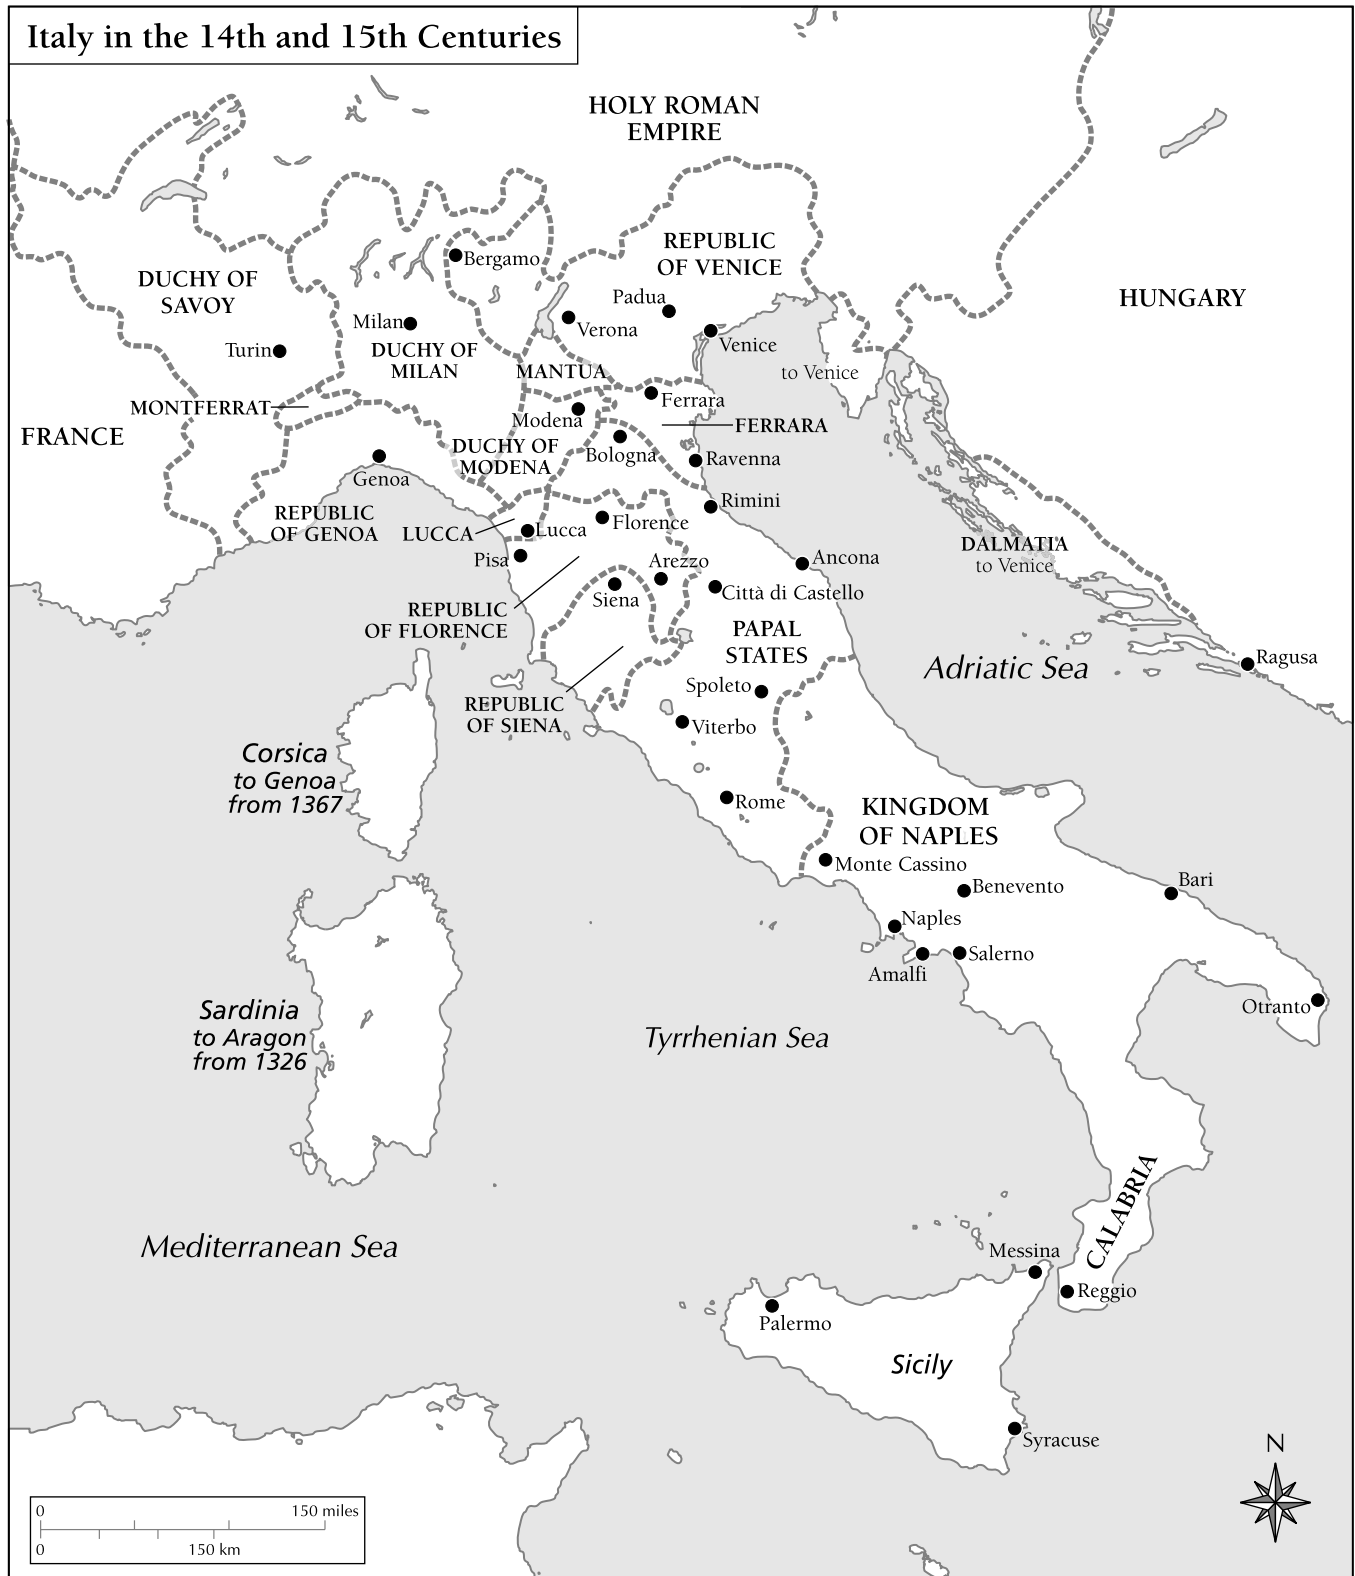 Italy in the 14th and 15th Centuries
HOLY ROMAN
EMPIRE
REPUBLIC
OF VENICE
Bergamo
DUCHY OF
SAVOY
Padua
HUNGARY
Milan
Verona
Venice
Turin
DUCHY OF
MILAN
MANTUA
to Venice
MONTFERRAT
Ferrara
Modena
FERRARA
FRANCE
DUCHY OF
MODENA
Bologna
Ravenna
Genoa
Rimini
REPUBLIC
OF GENOA
LUCCA
Lucca
Florence
DALMATIA
to Venice
Pisa
Arezzo
Ancona
Siena
Città di Castello
REPUBLIC
OF FLORENCE
PAPAL
STATES
Adriatic Sea
Ragusa
Spoleto
REPUBLIC
OF SIENA
Viterbo
Corsica
to Genoa
from 1367
Rome
KINGDOM
OF NAPLES
Monte Cassino
Benevento
Bari
Naples
Amalfi
Salerno
Otranto
Sardinia
to Aragon
from 1326
Tyrrhenian Sea
CALABRIA
Mediterranean Sea
Messina
Reggio
Palermo
Sicily
Syracuse
N
0
150 miles
0
150 km